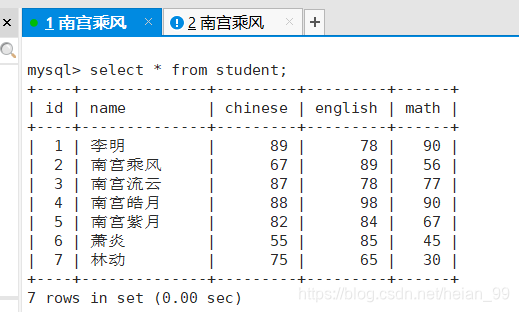 1 南宫乘风 2 南宫乘风
mysql> select * from student;
+----+--------------+---------+---------+------+
| id | name | chinese | english | math |
+----+--------------+---------+---------+------+
| 1 | 李明 | 89 | 78 | 90 |
| 2 | 南宫乘风 | 67 | 89 | 56 |
| 3 | 南宫流云 | 87 | 78 | 77 |
| 4 | 南宫皓月 | 88 | 98 | 90 |
| 5 | 南宫紫月 | 82 | 84 | 67 |
| 6 | 萧炎 | 55 | 85 | 45 |
| 7 | 林动 | 75 | 65 | 30 |
+----+--------------+---------+---------+------+
7 rows in set (0.00 sec)
https://blog.csdn.net/heian_99